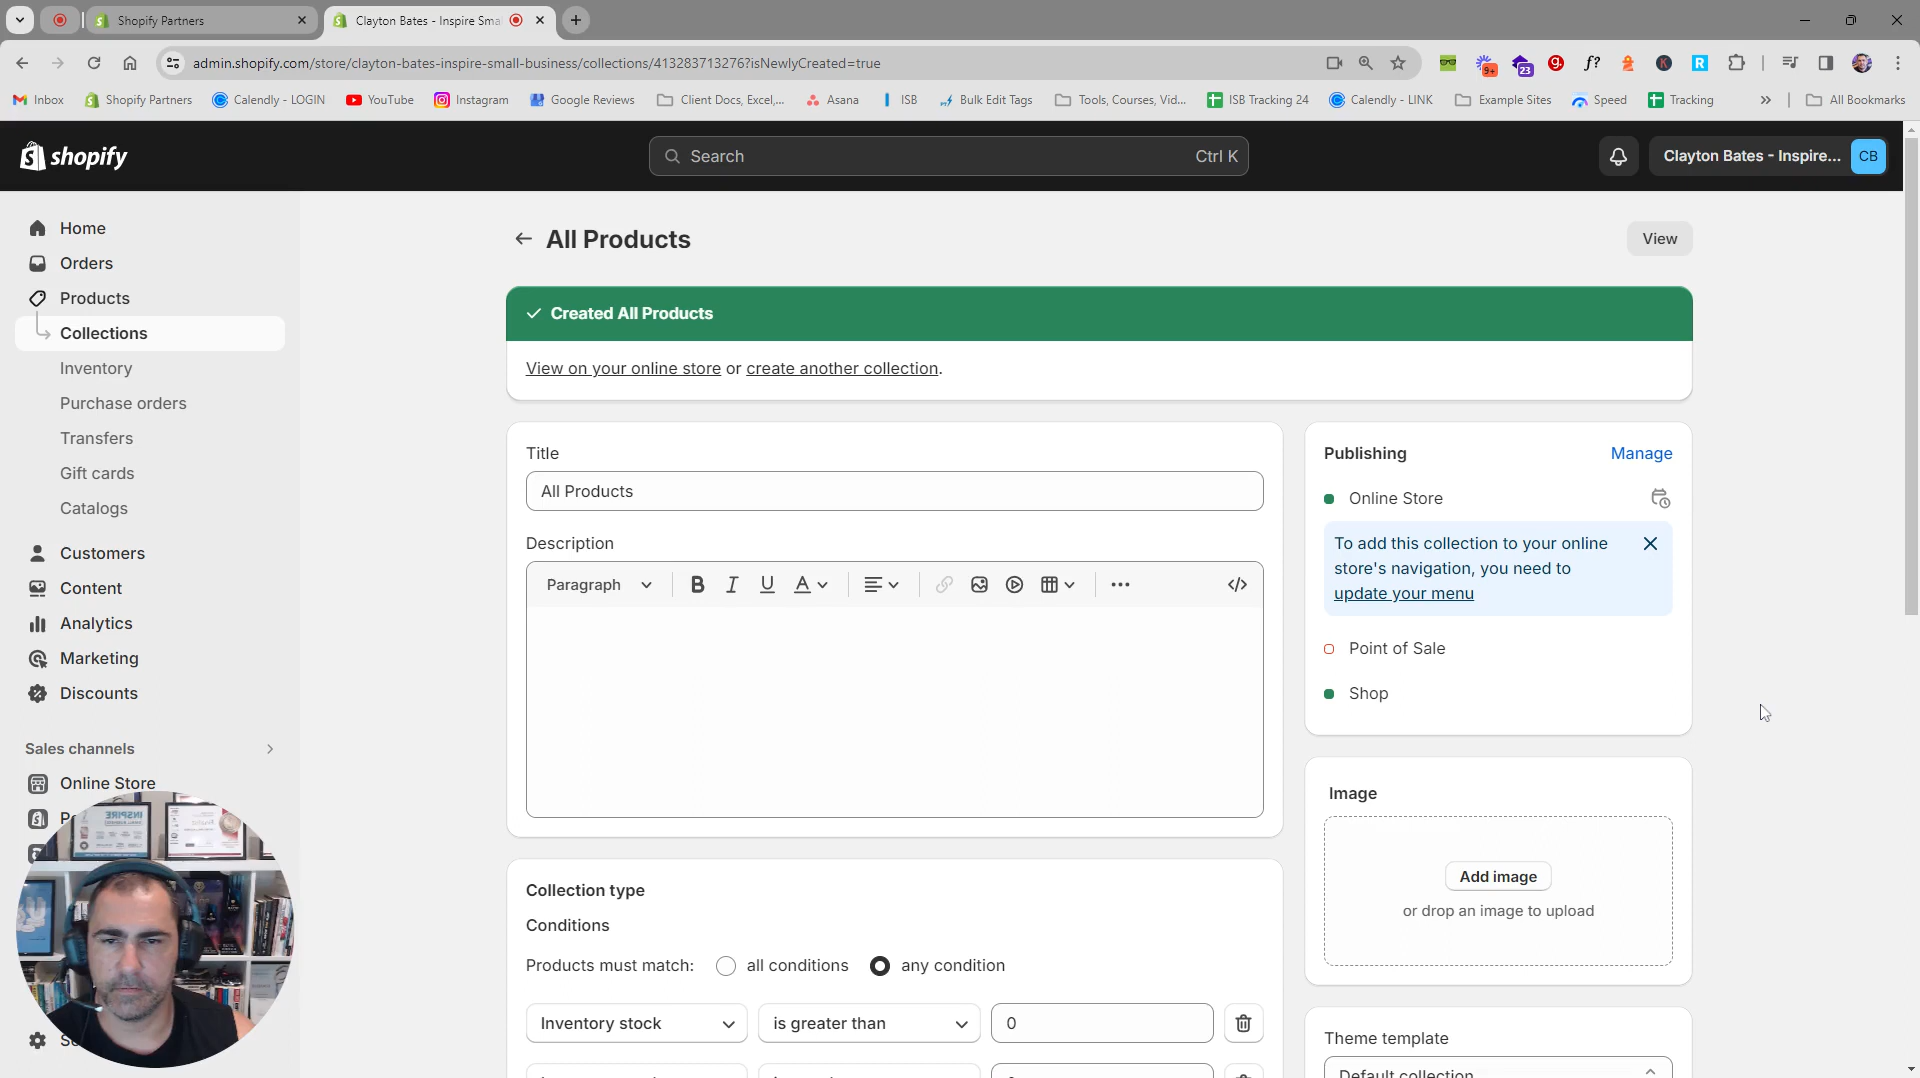 Shopify Partners
Clayton Bates - Inspire Sma
admin.shopify.com/store/clayton-bates-inspire-small-business/collections/413283713276?isNewlyCreated=true
9+
23
Inbox
Shopify Partners
Calendly - LOGIN
YouTube
Instagram
Google Reviews
Client Docs, Excel,...
Asana
ISB
Bulk Edit Tags
Tools, Courses, Vid...
ISB Tracking 24
Calendly - LINK
Example Sites
Speed
Tracking
All Bookmarks
shopify
Search
Ctrl K
Clayton Bates - Inspire...
CB
Home
Orders
Products
Collections
Inventory
Purchase orders
Transfers
Gift cards
Catalogs
Customers
Content
Analytics
Marketing
Discounts
Sales channels
Online Store
All Products
View
Created All Products
View on your online store or create another collection.
Title
All Products
Description
Paragraph
Collection type
Conditions
Products must match:
all conditions
any condition
Inventory stock
is greater than
0
Publishing
Manage
Online Store
To add this collection to your online
store's navigation, you need to
update your menu
Point of Sale
Shop
Image
Add image
or drop an image to upload
Theme template
Default collection